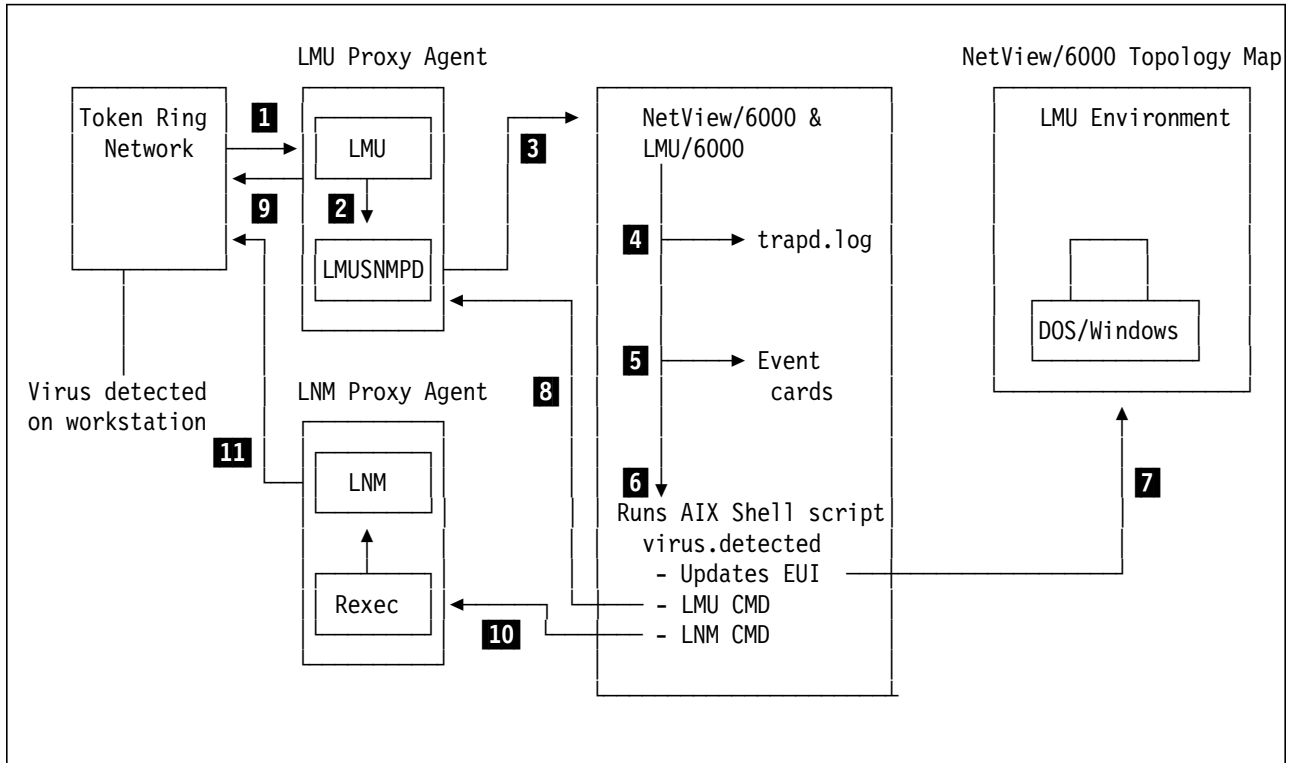 LMU Proxy Agent
NetView/6000 Topology Map
Token Ring
Network
1
LMU
9
2
LMUSNMPD
3
NetView/6000 &
LMU/6000
4
trapd.log
5
Event
cards
6
Runs AIX Shell script
virus.detected
- Updates EUI
- LMU CMD
- LNM CMD
LMU Environment
DOS/Windows
7
Virus detected
on workstation
LNM Proxy Agent
8
11
LNM
Rexec
10